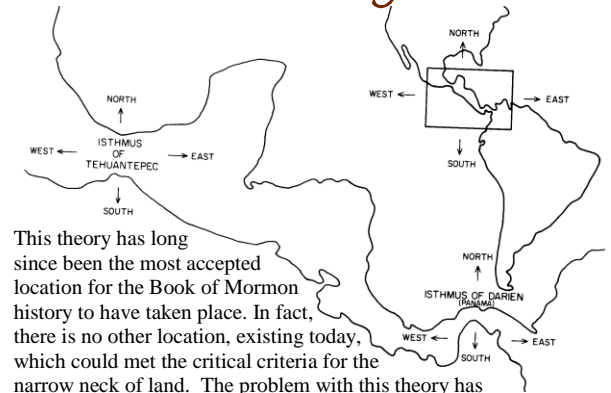 NORTH
WEST
ISTHMUS
OF
TEHUANTEPEC
EAST
SOUTH
NORTH
WEST
EAST
SOUTH
This theory has long
since been the most accepted
location for the Book of Mormon
history to have taken place. In fact,
there is no other location, existing today,
which could met the critical criteria for the
narrow neck of land. The problem with this theory has
NORTH
ISTHMUS OF DARIEN
(PANAMA)
WEST
EAST
SOUTH